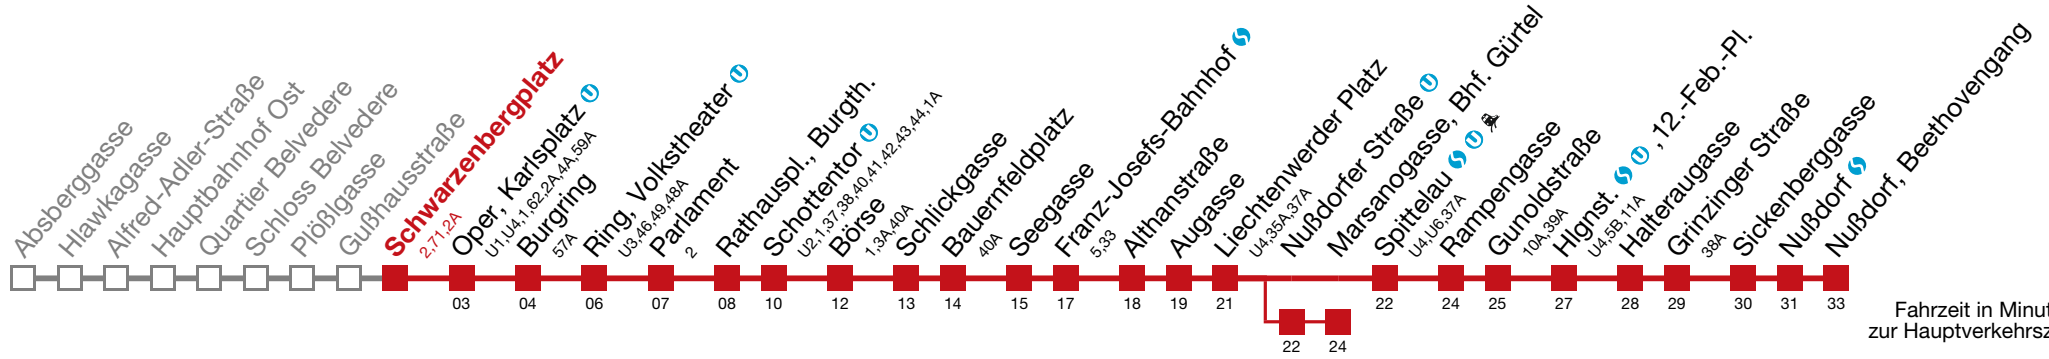 Absberggasse
Hlawkagasse
Alfred-Adler-Straße
Hauptbahnhof Ost
Quartier Belvedere
Schloss Belvedere
Plößlgasse
Gußhausstraße
Schwarzenbergplatz
2,71,2A
Oper, Karlsplatz U
U1,U4,1,62,2A,4A,59A
Burgring
57A
Ring, Volkstheater U
U3,46,49,48A
Parlament
2
Rathauspl., Burgth.
Schottentor U
U2,1,37,38,40,41,42,43,44,1A
Börse
1,3A,40A
Schlickgasse
Bauernfeldplatz
40A
Seegasse
Franz-Josefs-Bahnhof S
5,33
Althanstraße
Augasse
Liechtenwerder Platz
U4,35A,37A
Nußdorfer Straße U
Marsanogasse, Bhf. Gürtel
Spittelau S U
U4,U6,37A
Rampengasse
Gunoldstraße
10A,39A
Hlgnst. S U , 12.-Feb.-Pl.
U4,5B,11A
Halteraugasse
Grinzinger Straße
38A
Sickenberggasse
Nußdorf S
Nußdorf, Beethovengang
03 04 06 07 08 10 12 13 14 15 17 18 19 21 22 24 25 27 28 29 30 31 33
22 24
Fahrzeit in Minut
zur Hauptverkehrsz